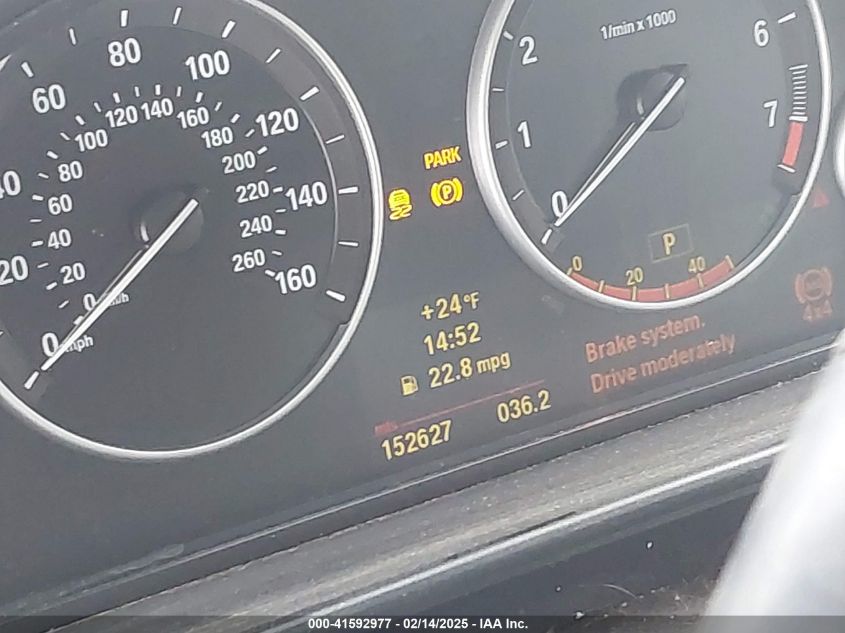 80
100
60
120
40
140
20
160
0
mph
120 140 160
100
180
80
200
60
220
40
240
20
260
0
km/h
1/min x 1000
2
6
1
7
0
PARK
P
P
0 20 40
+24°F
14:52
22.8 mpg
Brake system.
Drive moderately
4x4
mls
152627 036.2
000-41592977 - 02/14/2025 - IAA Inc.